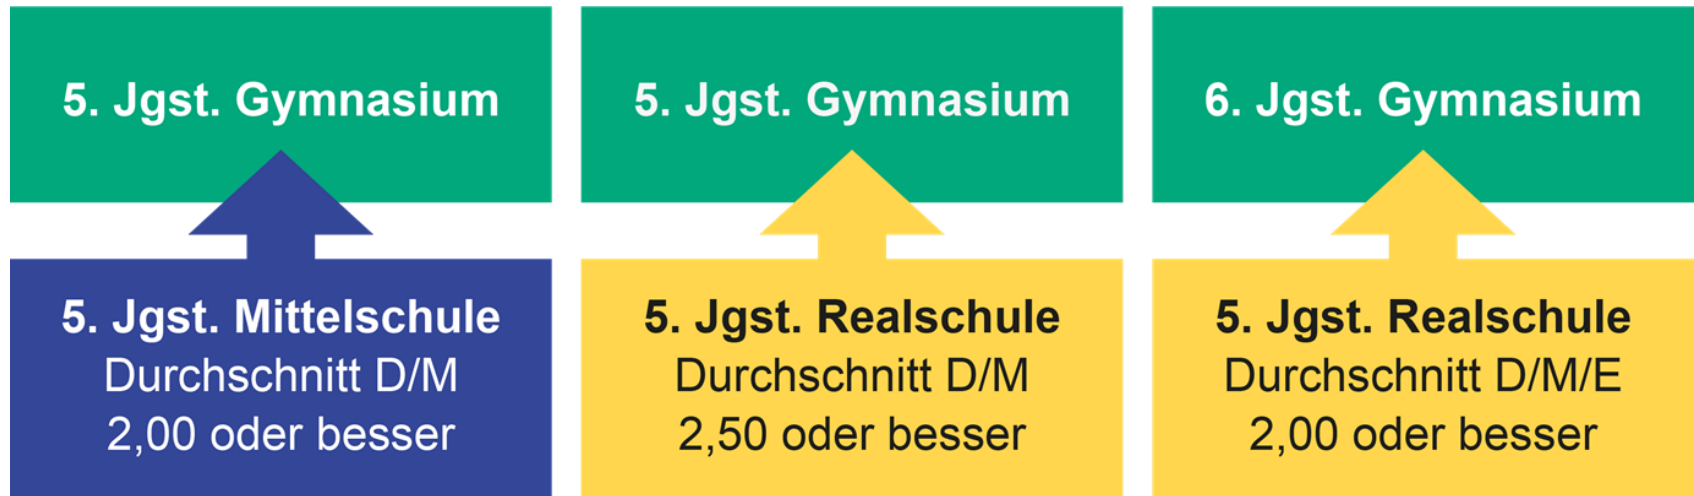 5. Jgst. Gymnasium
5. Jgst. Gymnasium
6. Jgst. Gymnasium
5. Jgst. Mittelschule
Durchschnitt D/M
2,00 oder besser
5. Jgst. Realschule
Durchschnitt D/M
2,50 oder besser
5. Jgst. Realschule
Durchschnitt D/M/E
2,00 oder besser